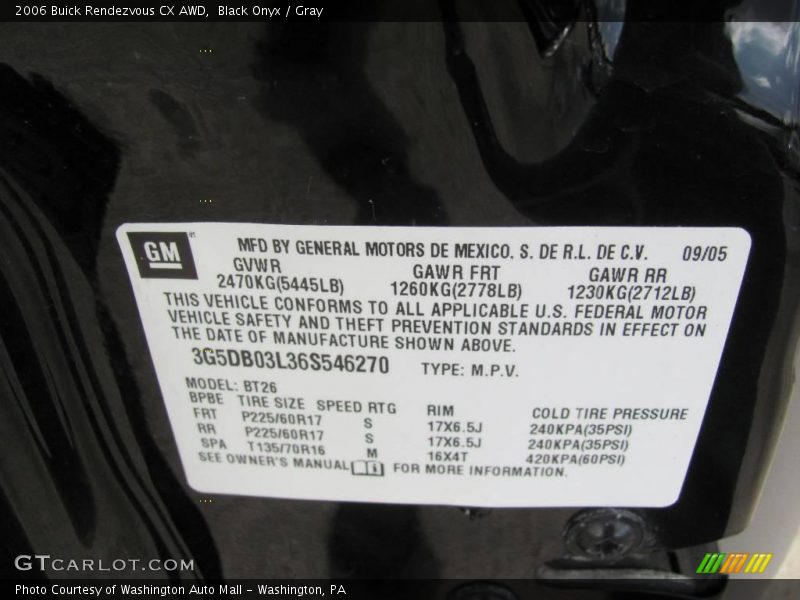 2006 Buick Rendezvous CX AWD, Black Onyx / Gray
GM MFD BY GENERAL MOTORS DE MEXICO, S. DE R.L. DE C.V. 09/05
GVWR GAWR FRT GAWR RR
2470KG(5445LB) 1260KG(2778LB) 1230KG(2712LB)
THIS VEHICLE CONFORMS TO ALL APPLICABLE U.S. FEDERAL MOTOR
VEHICLE SAFETY AND THEFT PREVENTION STANDARDS IN EFFECT ON
THE DATE OF MANUFACTURE SHOWN ABOVE.
3G5DB03L36S546270 TYPE: M.P.V.
MODEL: BT26
BPBE TIRE SIZE SPEED RTG RIM COLD TIRE PRESSURE
FRT P225/60R17 S 17X6.5J 240KPA(35PSI)
RR P225/60R17 S 17X6.5J 240KPA(35PSI)
SPA T135/70R16 M 16X4T 420KPA(60PSI)
SEE OWNER'S MANUAL FOR MORE INFORMATION.
GTCARLOT.COM
Photo Courtesy of Washington Auto Mall - Washington, PA